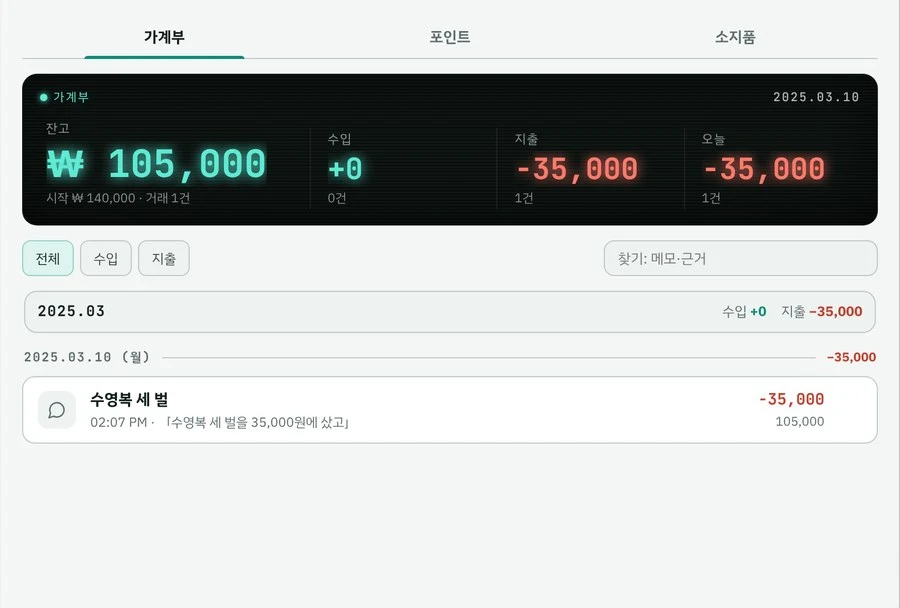 가계부 포인트 소지품
가계부 2025.03.10
잔고
₩ 105,000
시작 ₩ 140,000 · 거래 1건
수입
+0
0건
지출
-35,000
1건
오늘
-35,000
1건
전체 수입 지출 찾기: 메모·근거
2025.03 수입 +0 지출 −35,000
2025.03.10 (월) −35,000
수영복 세 벌 -35,000
02:07 PM · 「수영복 세 벌을 35,000원에 샀고」 105,000